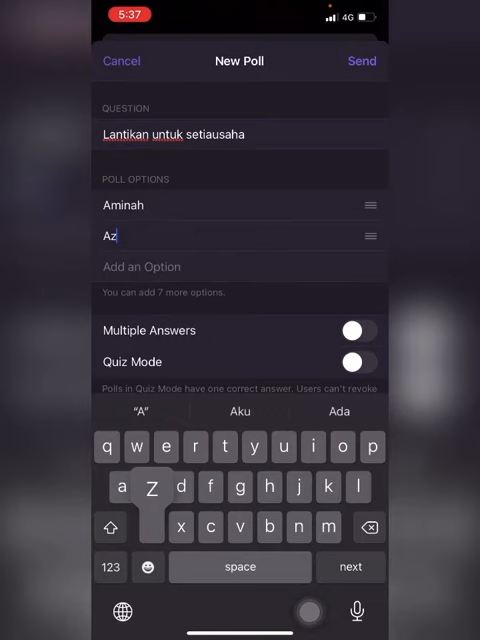 5:37
4G
Cancel
New Poll
Send
QUESTION
Lantikan untuk setiausaha
POLL OPTIONS
Aminah
Az
Add an Option
You can add 7 more options.
Multiple Answers
Quiz Mode
Polls in Quiz Mode have one correct answer. Users can't revoke
“A” Aku Ada
q w e r t y u i o p
a Z d f g h j k l
x c v b n m
123 space next